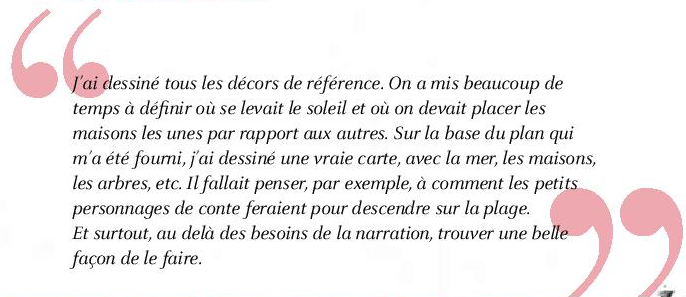 J'ai dessiné tous les décors de référence. On a mis beaucoup de
temps à définir où se levait le soleil et où on devait placer les
maisons les unes par rapport aux autres. Sur la base du plan qui
m'a été fourni, j'ai dessiné une vraie carte, avec la mer, les maisons,
les arbres, etc. Il fallait penser, par exemple, à comment les petits
personnages de conte feraient pour descendre sur la plage.
Et surtout, au delà des besoins de la narration, trouver une belle
façon de le faire.